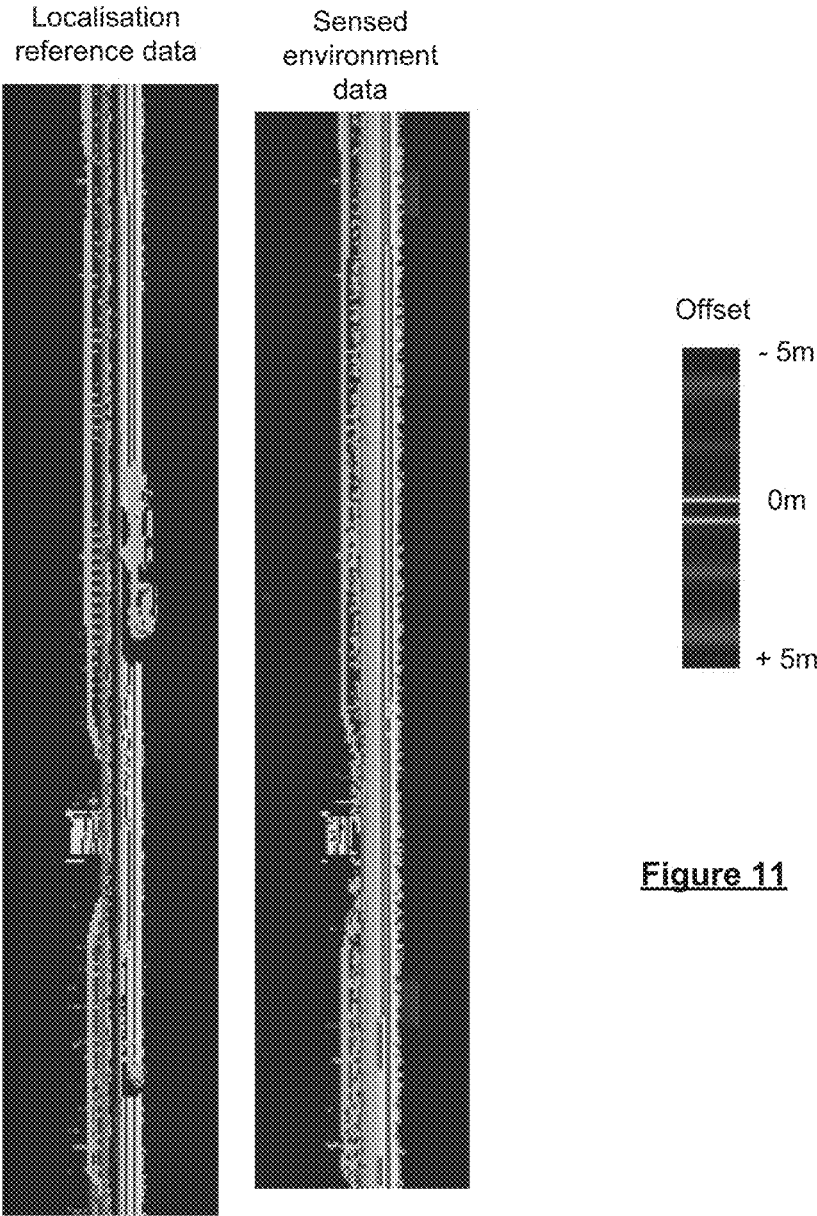 Localisation
reference data
Sensed
environment
data
Offset
- 5m
0m
+ 5m
Figure 11